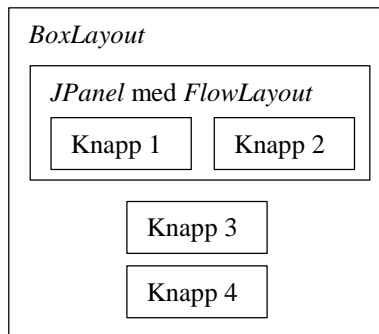 BoxLayout
JPanel med FlowLayout
Knapp 1 Knapp 2
Knapp 3
Knapp 4